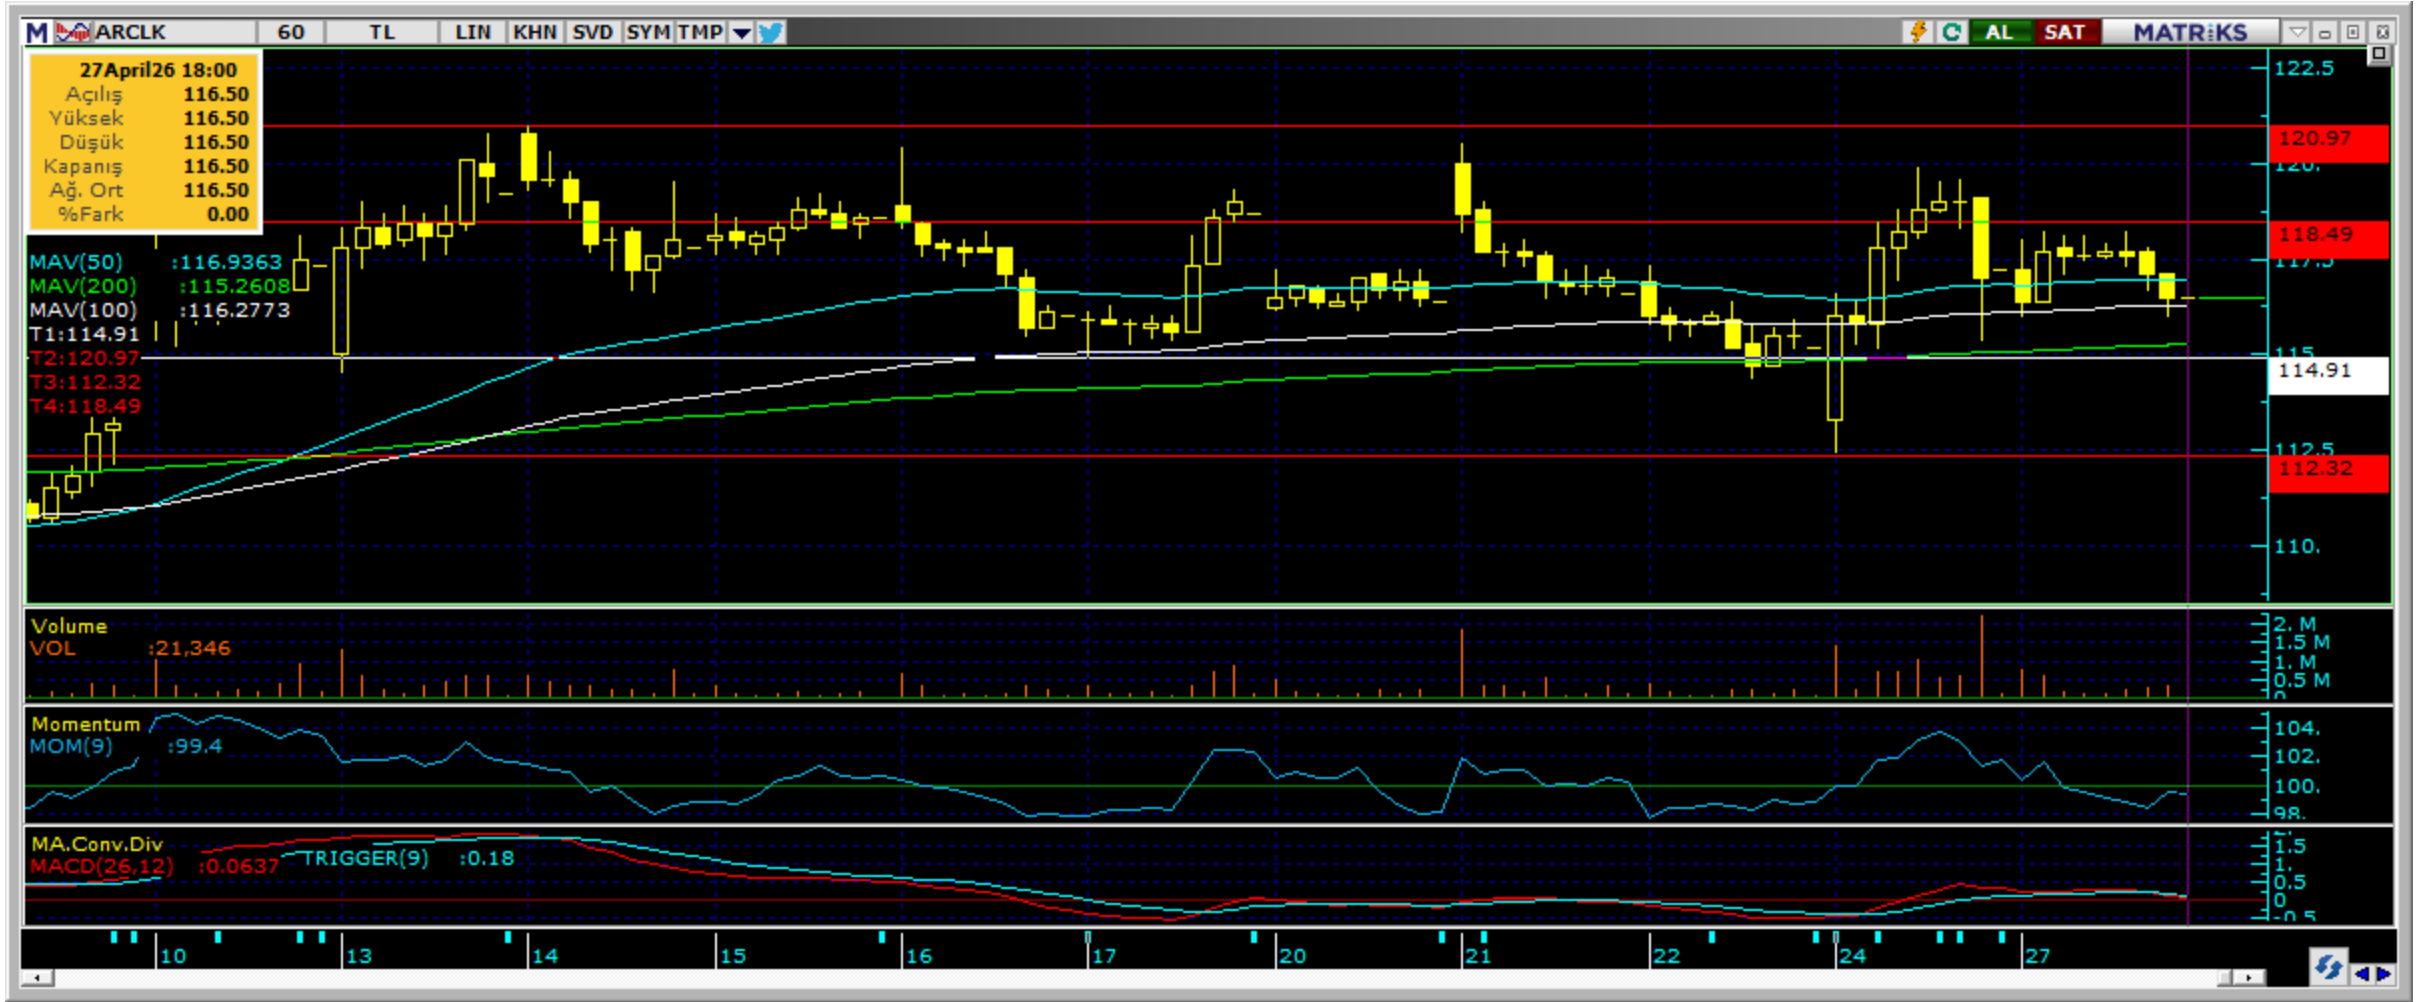 M ARCLK 60 TL LIN KHN SVD SYM TMP AL SAT MATRiKS
27April26 18:00
Açılış 116.50
Yüksek 116.50
Düşük 116.50
Kapanış 116.50
Ağ. Ort 116.50
%Fark 0.00
MAV(50) :116.9363
MAV(200) :115.2608
MAV(100) :116.2773
T1:114.91
T2:120.97
T3:112.32
T4:118.49
122.5
120.97
120.
118.49
117.5
115.
114.91
112.5
112.32
110.
Volume
VOL :21,346
2. M
1.5 M
1. M
0.5 M
0
Momentum
MOM(9) :99.4
104.
102.
100.
98.
MA.Conv.Div
MACD(26,12) :0.0637 TRIGGER(9) :0.18
1.5
1.
0.5
0
-0.5
10 13 14 15 16 17 20 21 22 24 27